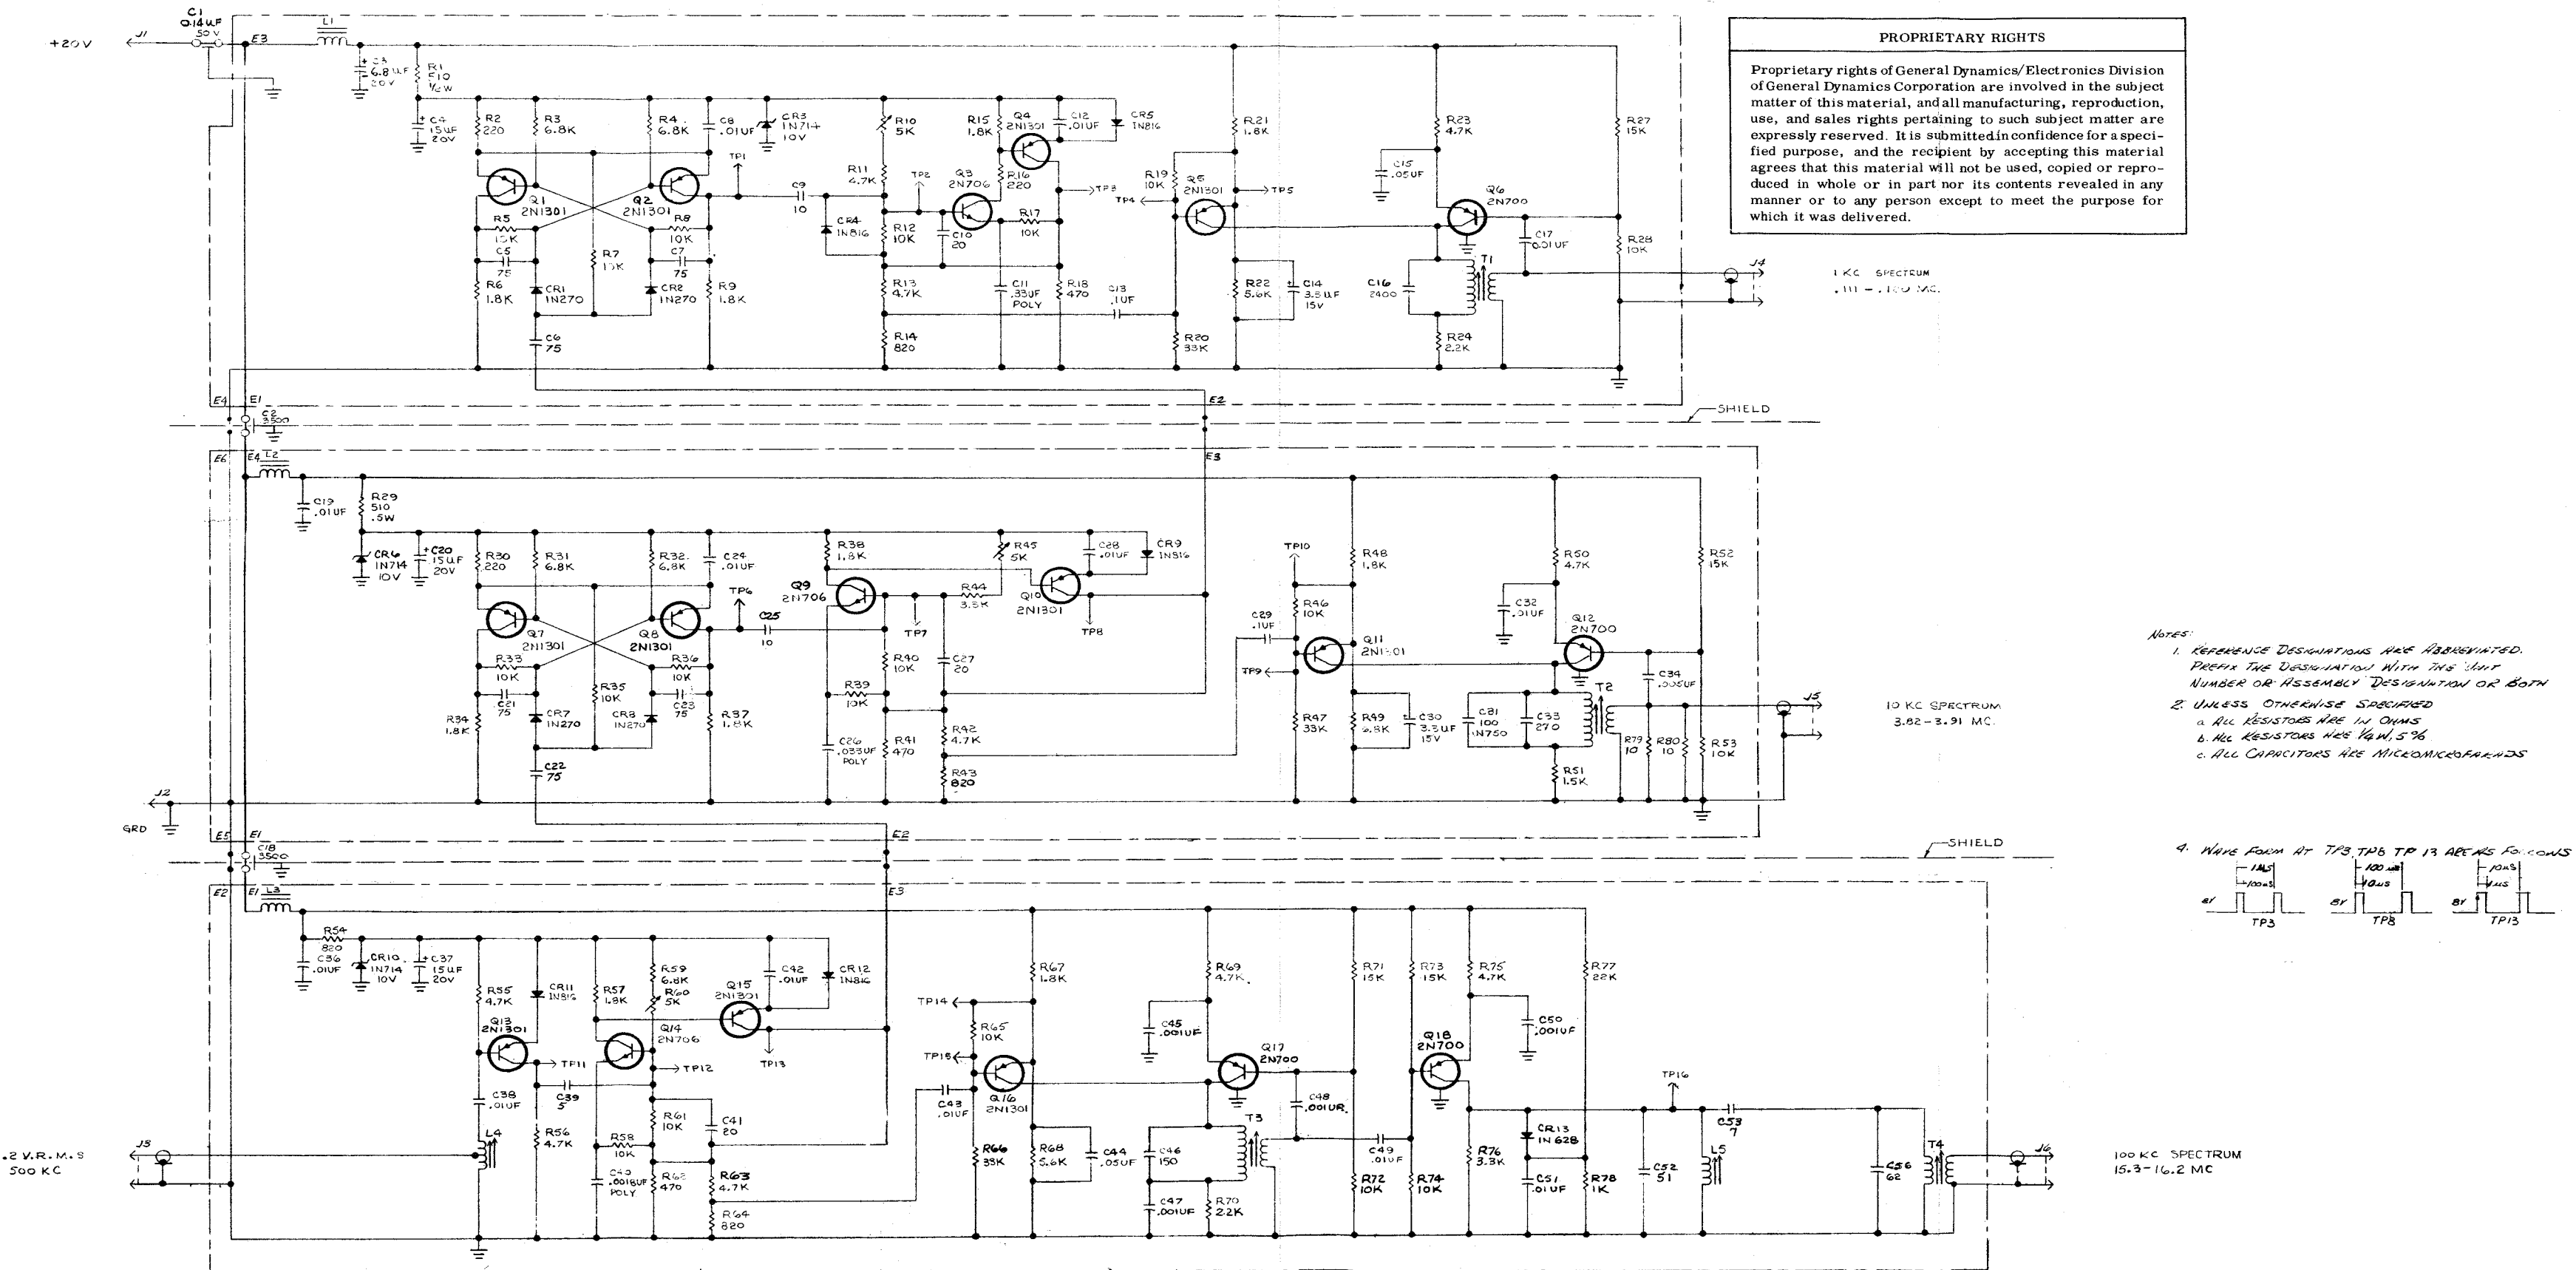 C1
0.14UF
50V
+20V
J1
E3
L1
C3
6.8UF
20V
R1
510
1/2W
C4
15UF
20V
R2
220
R3
6.8K
R4
6.8K
C8
.01UF
CR3
1N714
10V
TP1
Q1
2N1301
Q2
2N1301
R5
C5
75
R6
1.8K
CR1
1N270
R7
R8
10K
C7
75
CR2
1N270
R9
1.8K
C6
75
C9
10
CR4
1N816
R10
5K
R11
4.7K
TP2
Q3
2N706
R12
10K
C10
20
R13
4.7K
R14
820
R15
1.8K
Q4
2N1301
C12
.01UF
CR5
1N816
R16
220
R17
10K
TP3
C11
.33UF
POLY
R18
470
C13
.1UF
R19
10K
TP4
Q5
2N1301
R20
33K
R21
1.8K
TP5
R22
5.6K
C14
3.3UF
15V
R23
4.7K
C15
.05UF
Q6
2N700
C16
2400
T1
R24
2.2K
C17
0.01UF
R27
15K
R28
10K
J4
1 KC SPECTRUM
PROPRIETARY RIGHTS
Proprietary rights of General Dynamics/Electronics Division
of General Dynamics Corporation are involved in the subject
matter of this material, and all manufacturing, reproduction,
use, and sales rights pertaining to such subject matter are
expressly reserved. It is submitted in confidence for a speci-
fied purpose, and the recipient by accepting this material
agrees that this material will not be used, copied or repro-
duced in whole or in part nor its contents revealed in any
manner or to any person except to meet the purpose for
which it was delivered.
E4
E1
C2
3500
E2
SHIELD
E6
E4
L2
E3
C19
.01UF
R29
510
.5W
CR6
1N714
10V
C20
15UF
20V
R30
220
R31
6.8K
R32
6.8K
C24
.01UF
TP6
C25
10
Q7
2N1301
Q8
2N1301
R33
10K
C21
75
R34
1.8K
CR7
1N270
R35
10K
CR8
1N270
R36
10K
C23
75
R37
1.8K
C22
75
R38
1.8K
Q9
2N706
R39
10K
C26
.033UF
POLY
R40
10K
R41
470
TP7
C27
20
R42
4.7K
R43
820
R44
3.3K
R45
5K
Q10
2N1301
C28
.01UF
CR9
1N816
TP8
C29
.1UF
TP10
R46
10K
TP9
R47
33K
Q11
2N1301
R48
1.8K
R49
6.8K
C30
3.3UF
15V
R50
4.7K
C32
.01UF
Q12
2N700
C31
100
N750
C33
270
T2
R51
1.5K
C34
.005UF
R79
10
R80
10
R52
15K
R53
10K
J5
10 KC SPECTRUM
3.82-3.91 MC.
NOTES:
1. REFERENCE DESIGNATIONS ARE ABBREVIATED.
PREFIX THE DESIGNATION WITH THE UNIT
NUMBER OR ASSEMBLY DESIGNATION OR BOTH
2. UNLESS OTHERWISE SPECIFIED
a. ALL RESISTORS ARE IN OHMS
b. ALL RESISTORS ARE 1/4W, 5%
c. ALL CAPACITORS ARE MICROMICROFARADS
J2
GRD
E5
E1
C18
3500
E2
SHIELD
4. WAVE FORM AT TP3, TP8 TP 13 ARE AS FOLLOWS
1MS
100uS
8V
TP3
100uS
10uS
8V
TP8
10uS
1uS
8V
TP13
E2
E1
L3
E3
R54
820
C36
.01UF
CR10
1N714
10V
C37
15UF
20V
R55
4.7K
CR11
1N816
Q13
2N1301
TP11
C38
.01UF
L4
C39
5
R56
4.7K
R57
1.8K
R58
10K
C40
.0018UF
POLY
R59
6.8K
R60
5K
Q14
2N706
TP12
R61
10K
R62
470
C41
20
R63
4.7K
R64
820
Q15
2N1301
C42
.01UF
CR12
1N816
TP13
C43
.01UF
TP14
R65
10K
TP15
Q16
2N1301
R66
33K
R67
1.8K
R68
5.6K
C44
.05UF
C45
.001UF
R69
4.7K
Q17
2N700
C46
150
C47
.001UF
R70
2.2K
T3
C48
.001UF
R71
15K
R72
10K
C49
.01UF
R73
15K
R74
10K
Q18
2N700
R75
4.7K
C50
.001UF
R76
3.3K
CR13
1N628
C51
.01UF
R77
22K
R78
1K
C52
51
TP16
L5
C53
7
C56
62
T4
J6
100 KC SPECTRUM
15.3-16.2 MC
J3
.2 V.R.M.S
500 KC